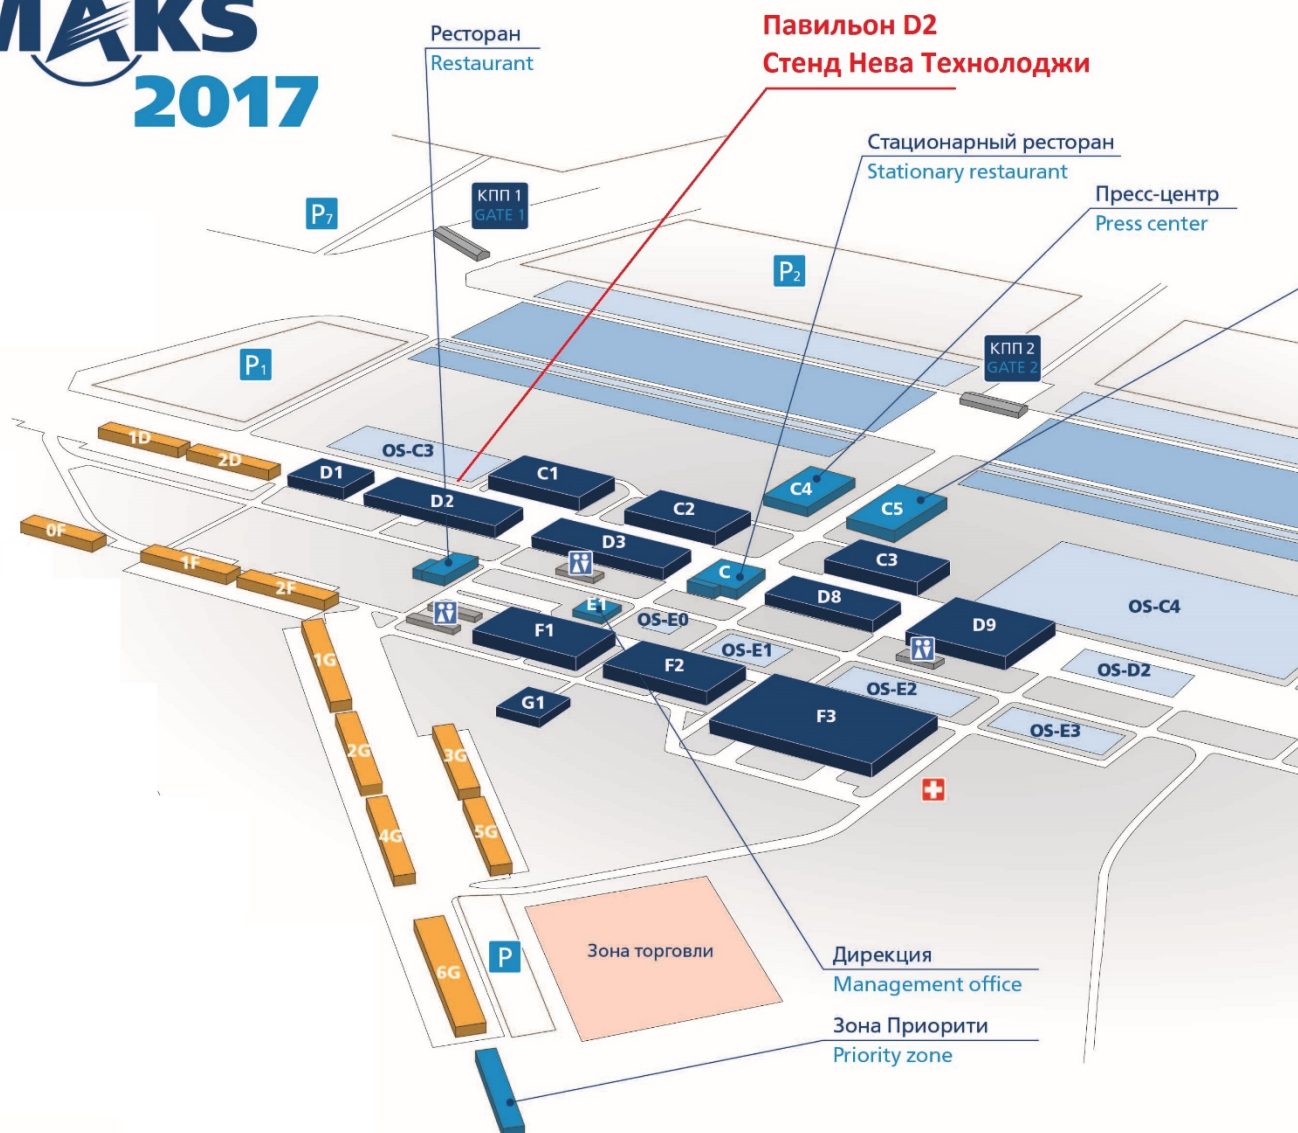 MAKS
2017
Ресторан
Restaurant
Павильон D2
Стенд Нева Технолоджи
Стационарный ресторан
Stationary restaurant
Пресс-центр
Press center
КПП 1
GATE 1
P7
P2
КПП 2
GATE 2
P1
1D
2D
OS-C3
D1
D2
C1
C2
C4
C5
0F
1F
2F
D3
C
C3
E1
OS-E0
D8
OS-C4
F1
OS-E1
D9
1G
F2
OS-E2
OS-D2
G1
F3
OS-E3
2G
3G
4G
5G
6G
P
Зона торговли
Дирекция
Management office
Зона Приорити
Priority zone